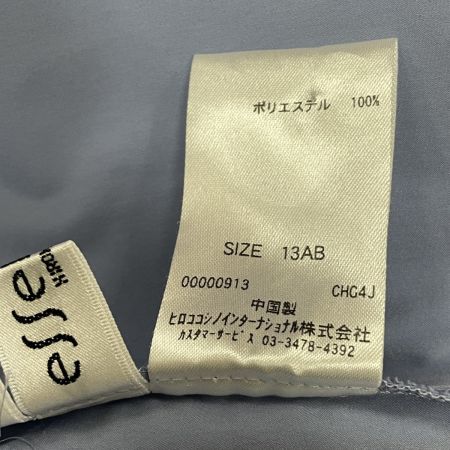 ポリエステル 100%
SIZE 13AB
00000913 CHG4J
中国製
ヒロココシノインターナショナル株式会社
カスタマーサービス 03-3478-4392
esse